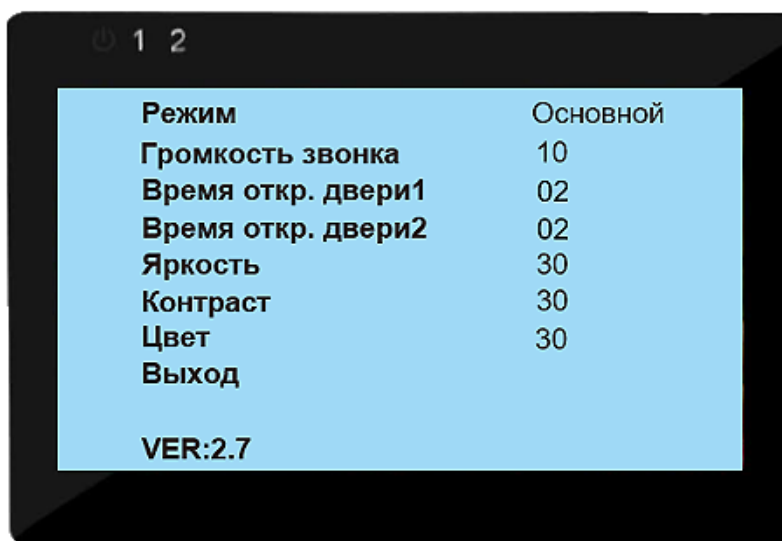 1 2
Режим Основной
Громкость звонка 10
Время откр. двери1 02
Время откр. двери2 02
Яркость 30
Контраст 30
Цвет 30
Выход
VER:2.7